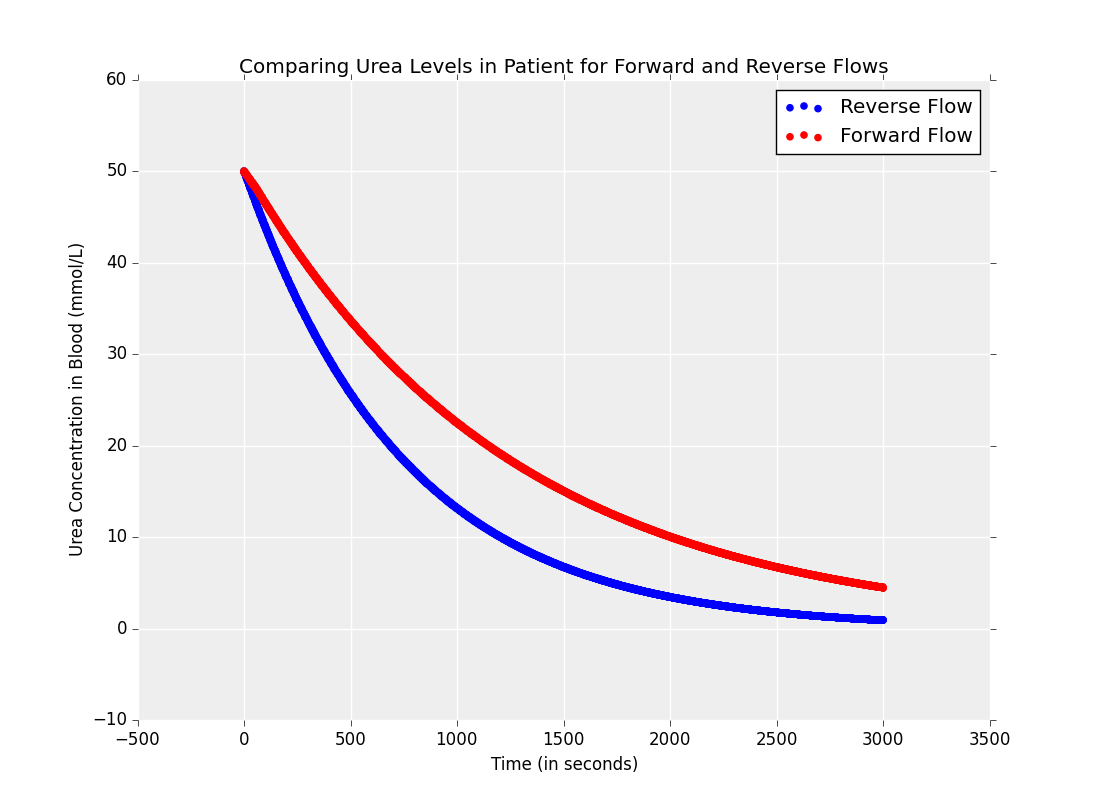 Comparing Urea Levels in Patient for Forward and Reverse Flows
Reverse Flow
Forward Flow
Urea Concentration in Blood (mmol/L)
60
50
40
30
20
10
0
−10
−500 0 500 1000 1500 2000 2500 3000 3500
Time (in seconds)